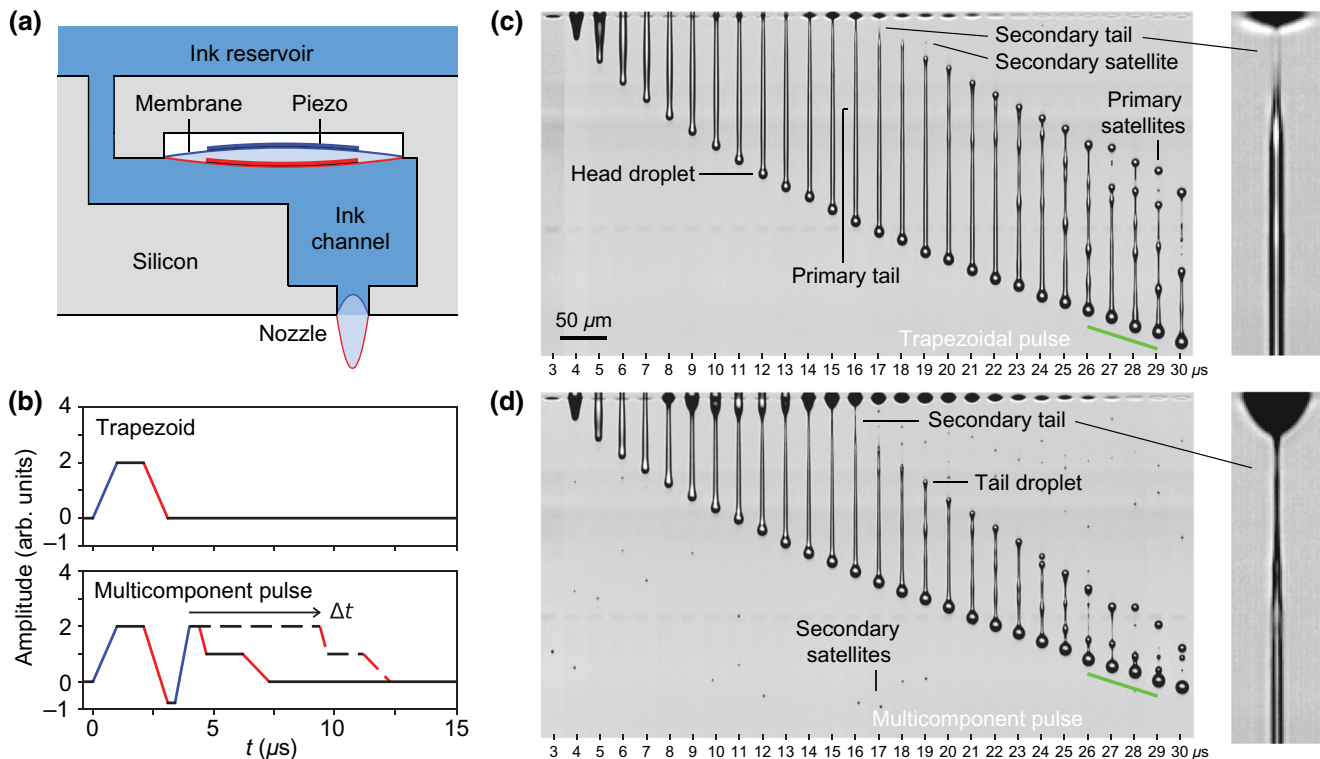 (a)
Ink reservoir
Membrane
Piezo
Ink
channel
Silicon
Nozzle
(b)
Amplitude (arb. units)
4
Trapezoid
2
0
–1
4
Multicomponent pulse
Δt
2
0
–1
0
5
10
15
t (μs)
(c)
Secondary tail
Secondary satellite
Primary
satellites
Head droplet
Primary tail
50 μm
Trapezoidal pulse
3 4 5 6 7 8 9 10 11 12 13 14 15 16 17 18 19 20 21 22 23 24 25 26 27 28 29 30 μs
(d)
Secondary tail
Tail droplet
Secondary
satellites
Multicomponent pulse
3 4 5 6 7 8 9 10 11 12 13 14 15 16 17 18 19 20 21 22 23 24 25 26 27 28 29 30 μs